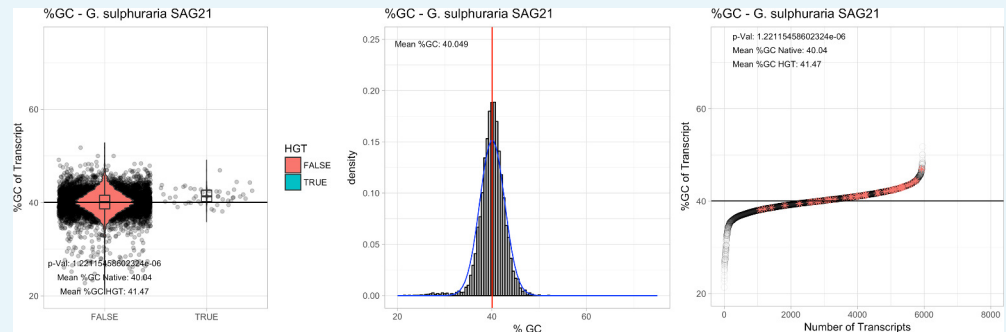 %GC - G. sulphuraria SAG21
%GC of Transcript
60
40
20
p-Val: 1.22115458602324e-06
Mean %GC Native: 40.04
Mean %GC HGT: 41.47
FALSE
TRUE
HGT
FALSE
TRUE
%GC - G. sulphuraria SAG21
Mean %GC: 40.049
density
0.25
0.20
0.15
0.10
0.05
0.00
20
40
60
% GC
%GC - G. sulphuraria SAG21
p-Val: 1.22115458602324e-06
Mean %GC Native: 40.04
Mean %GC HGT: 41.47
%GC of Transcript
60
40
20
0
2000
4000
6000
8000
Number of Transcripts